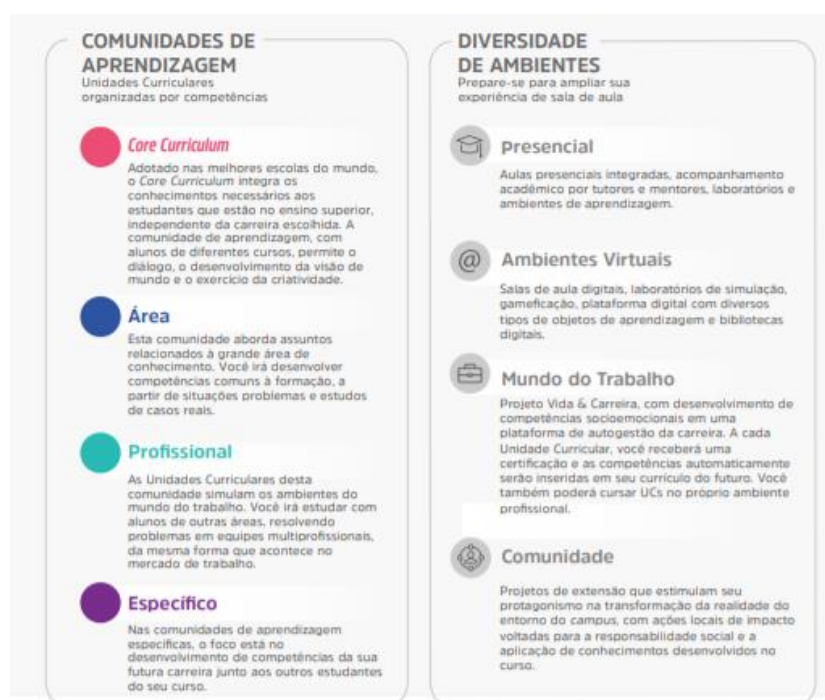 COMUNIDADES DE
APRENDIZAGEM
Unidades Curriculares
organizadas por competências
Core Curriculum
Adotado nas melhores escolas do mundo,
o Core Curriculum integra os
conhecimentos necessários aos
estudantes que estão no ensino superior,
independente da carreira escolhida. A
comunidade de aprendizagem, com
alunos de diferentes cursos, permite o
diálogo, o desenvolvimento da visão de
mundo e o exercício da criatividade.
Área
Esta comunidade aborda assuntos
relacionados à grande área de
conhecimento. Você irá desenvolver
competências comuns à formação, a
partir de situações problemas e estudos
de casos reais.
Profissional
As Unidades Curriculares desta
comunidade simulam os ambientes do
mundo do trabalho. Você irá estudar com
alunos de outras áreas, resolvendo
problemas em equipes multiprofissionais,
da mesma forma que acontece no
mercado de trabalho.
Específico
Nas comunidades de aprendizagem
específicas, o foco está no
desenvolvimento de competências da sua
futura carreira junto aos outros estudantes
do seu curso.
DIVERSIDADE
DE AMBIENTES
Prepare-se para ampliar sua
experiência de sala de aula
Presencial
Aulas presenciais integradas, acompanhamento
acadêmico por tutores e mentores, laboratórios e
ambientes de aprendizagem.
@ Ambientes Virtuais
Salas de aula digitais, laboratórios de simulação,
gameficação, plataforma digital com diversos
tipos de objetos de aprendizagem e bibliotecas
digitais.
Mundo do Trabalho
Projeto Vida & Carreira, com desenvolvimento de
competências socioemocionais em uma
plataforma de autogestão da carreira. A cada
Unidade Curricular, você receberá uma
certificação e as competências automaticamente
serão inseridas em seu currículo do futuro. Você
também poderá cursar UCs no próprio ambiente
profissional.
Comunidade
Projetos de extensão que estimulam seu
protagonismo na transformação da realidade do
entorno do campus, com ações locais de impacto
voltadas para a responsabilidade social e a
aplicação de conhecimentos desenvolvidos no
curso.